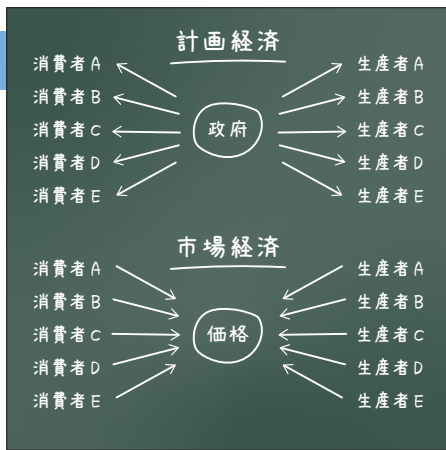 計画経済
消費者A
生産者A
消費者B
生産者B
消費者C
政府
生産者C
消費者D
生産者D
消費者E
生産者E
市場経済
消費者A
生産者A
消費者B
生産者B
消費者C
価格
生産者C
消費者D
生産者D
消費者E
生産者E